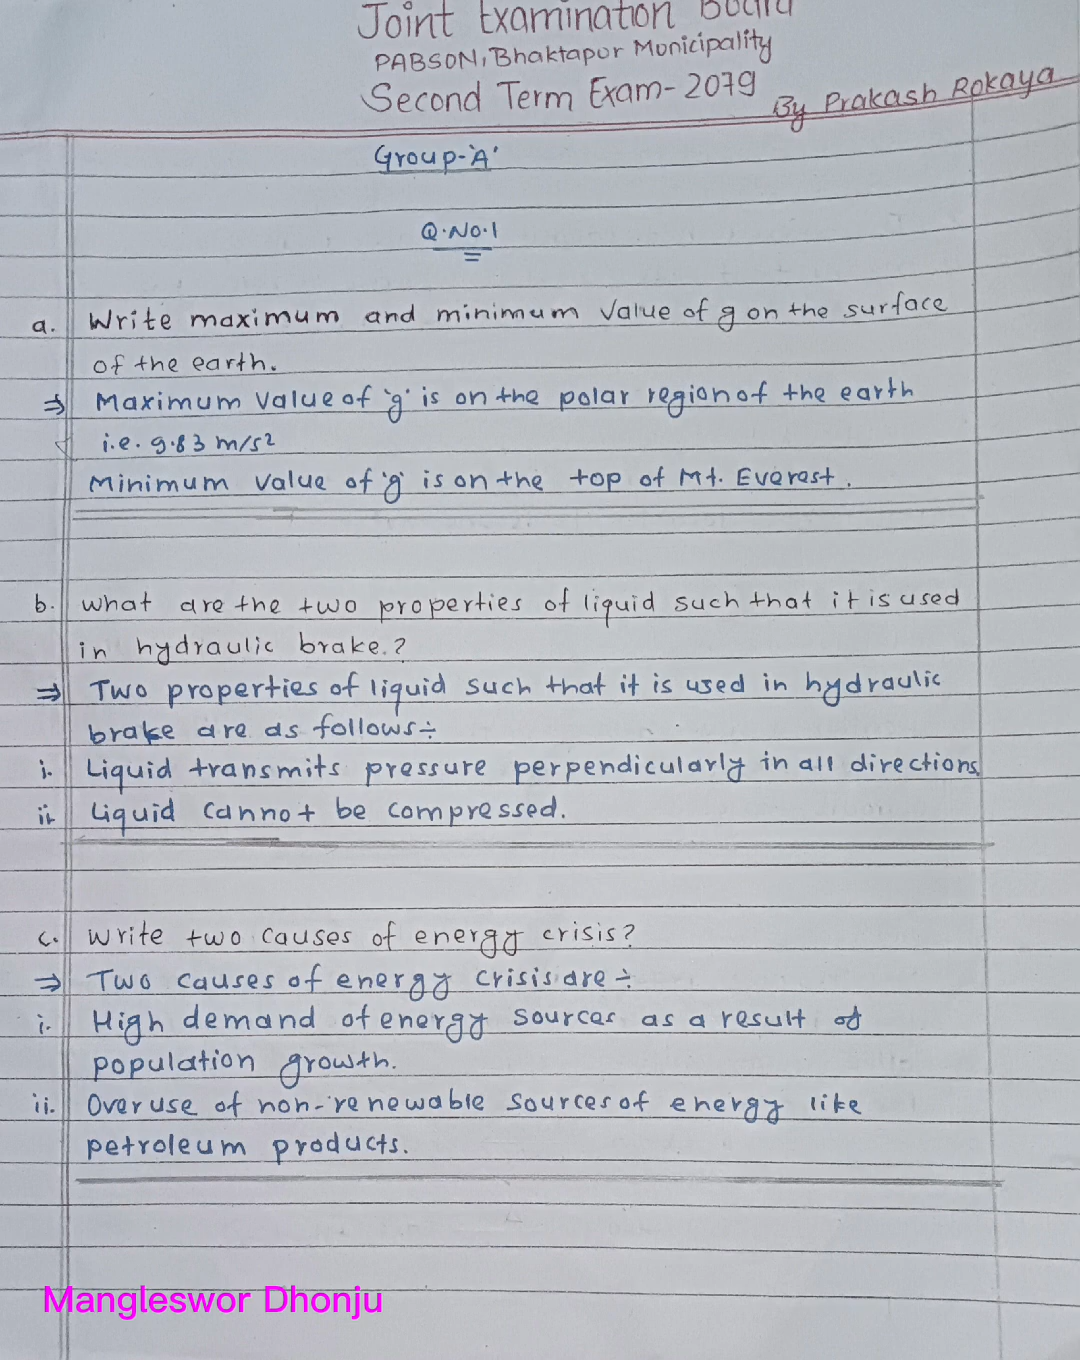 Joint Examination Board
PABSON, Bhaktapur Municipality
Second Term Exam-2079
By Prakash Rokaya
Group-'A'
Q.No.1
a. Write maximum and minimum value of g on the surface
of the earth.
⇒ Maximum value of 'g' is on the polar region of the earth
i.e. 9.83 m/s²
Minimum value of 'g' is on the top of Mt. Everest.
b. What are the two properties of liquid such that it is used
in hydraulic brake.?
⇒ Two properties of liquid such that it is used in hydraulic
brake are as follows÷
i. Liquid transmits pressure perpendicularly in all directions
ii. Liquid cannot be compressed.
c. Write two causes of energy crisis?
⇒ Two causes of energy crisis are÷
i. High demand of energy sources as a result of
population growth.
ii. Over use of non-renewable sources of energy like
petroleum products.
Mangleswor Dhonju